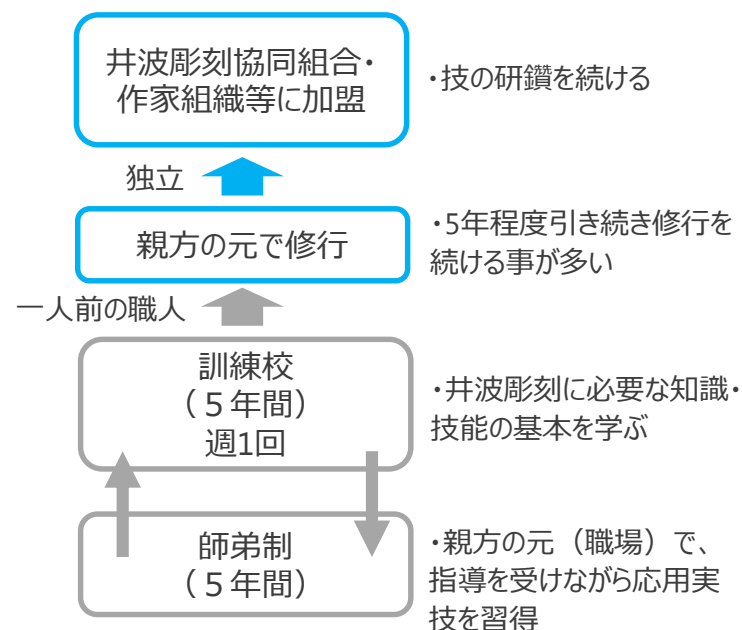 井波彫刻協同組合・
作家組織等に加盟
・技の研鑽を続ける
独立
親方の元で修行
・5年程度引き続き修行を
続ける事が多い
一人前の職人
訓練校
（５年間）
週1回
・井波彫刻に必要な知識・
技能の基本を学ぶ
師弟制
（５年間）
・親方の元（職場）で、
指導を受けながら応用実
技を習得